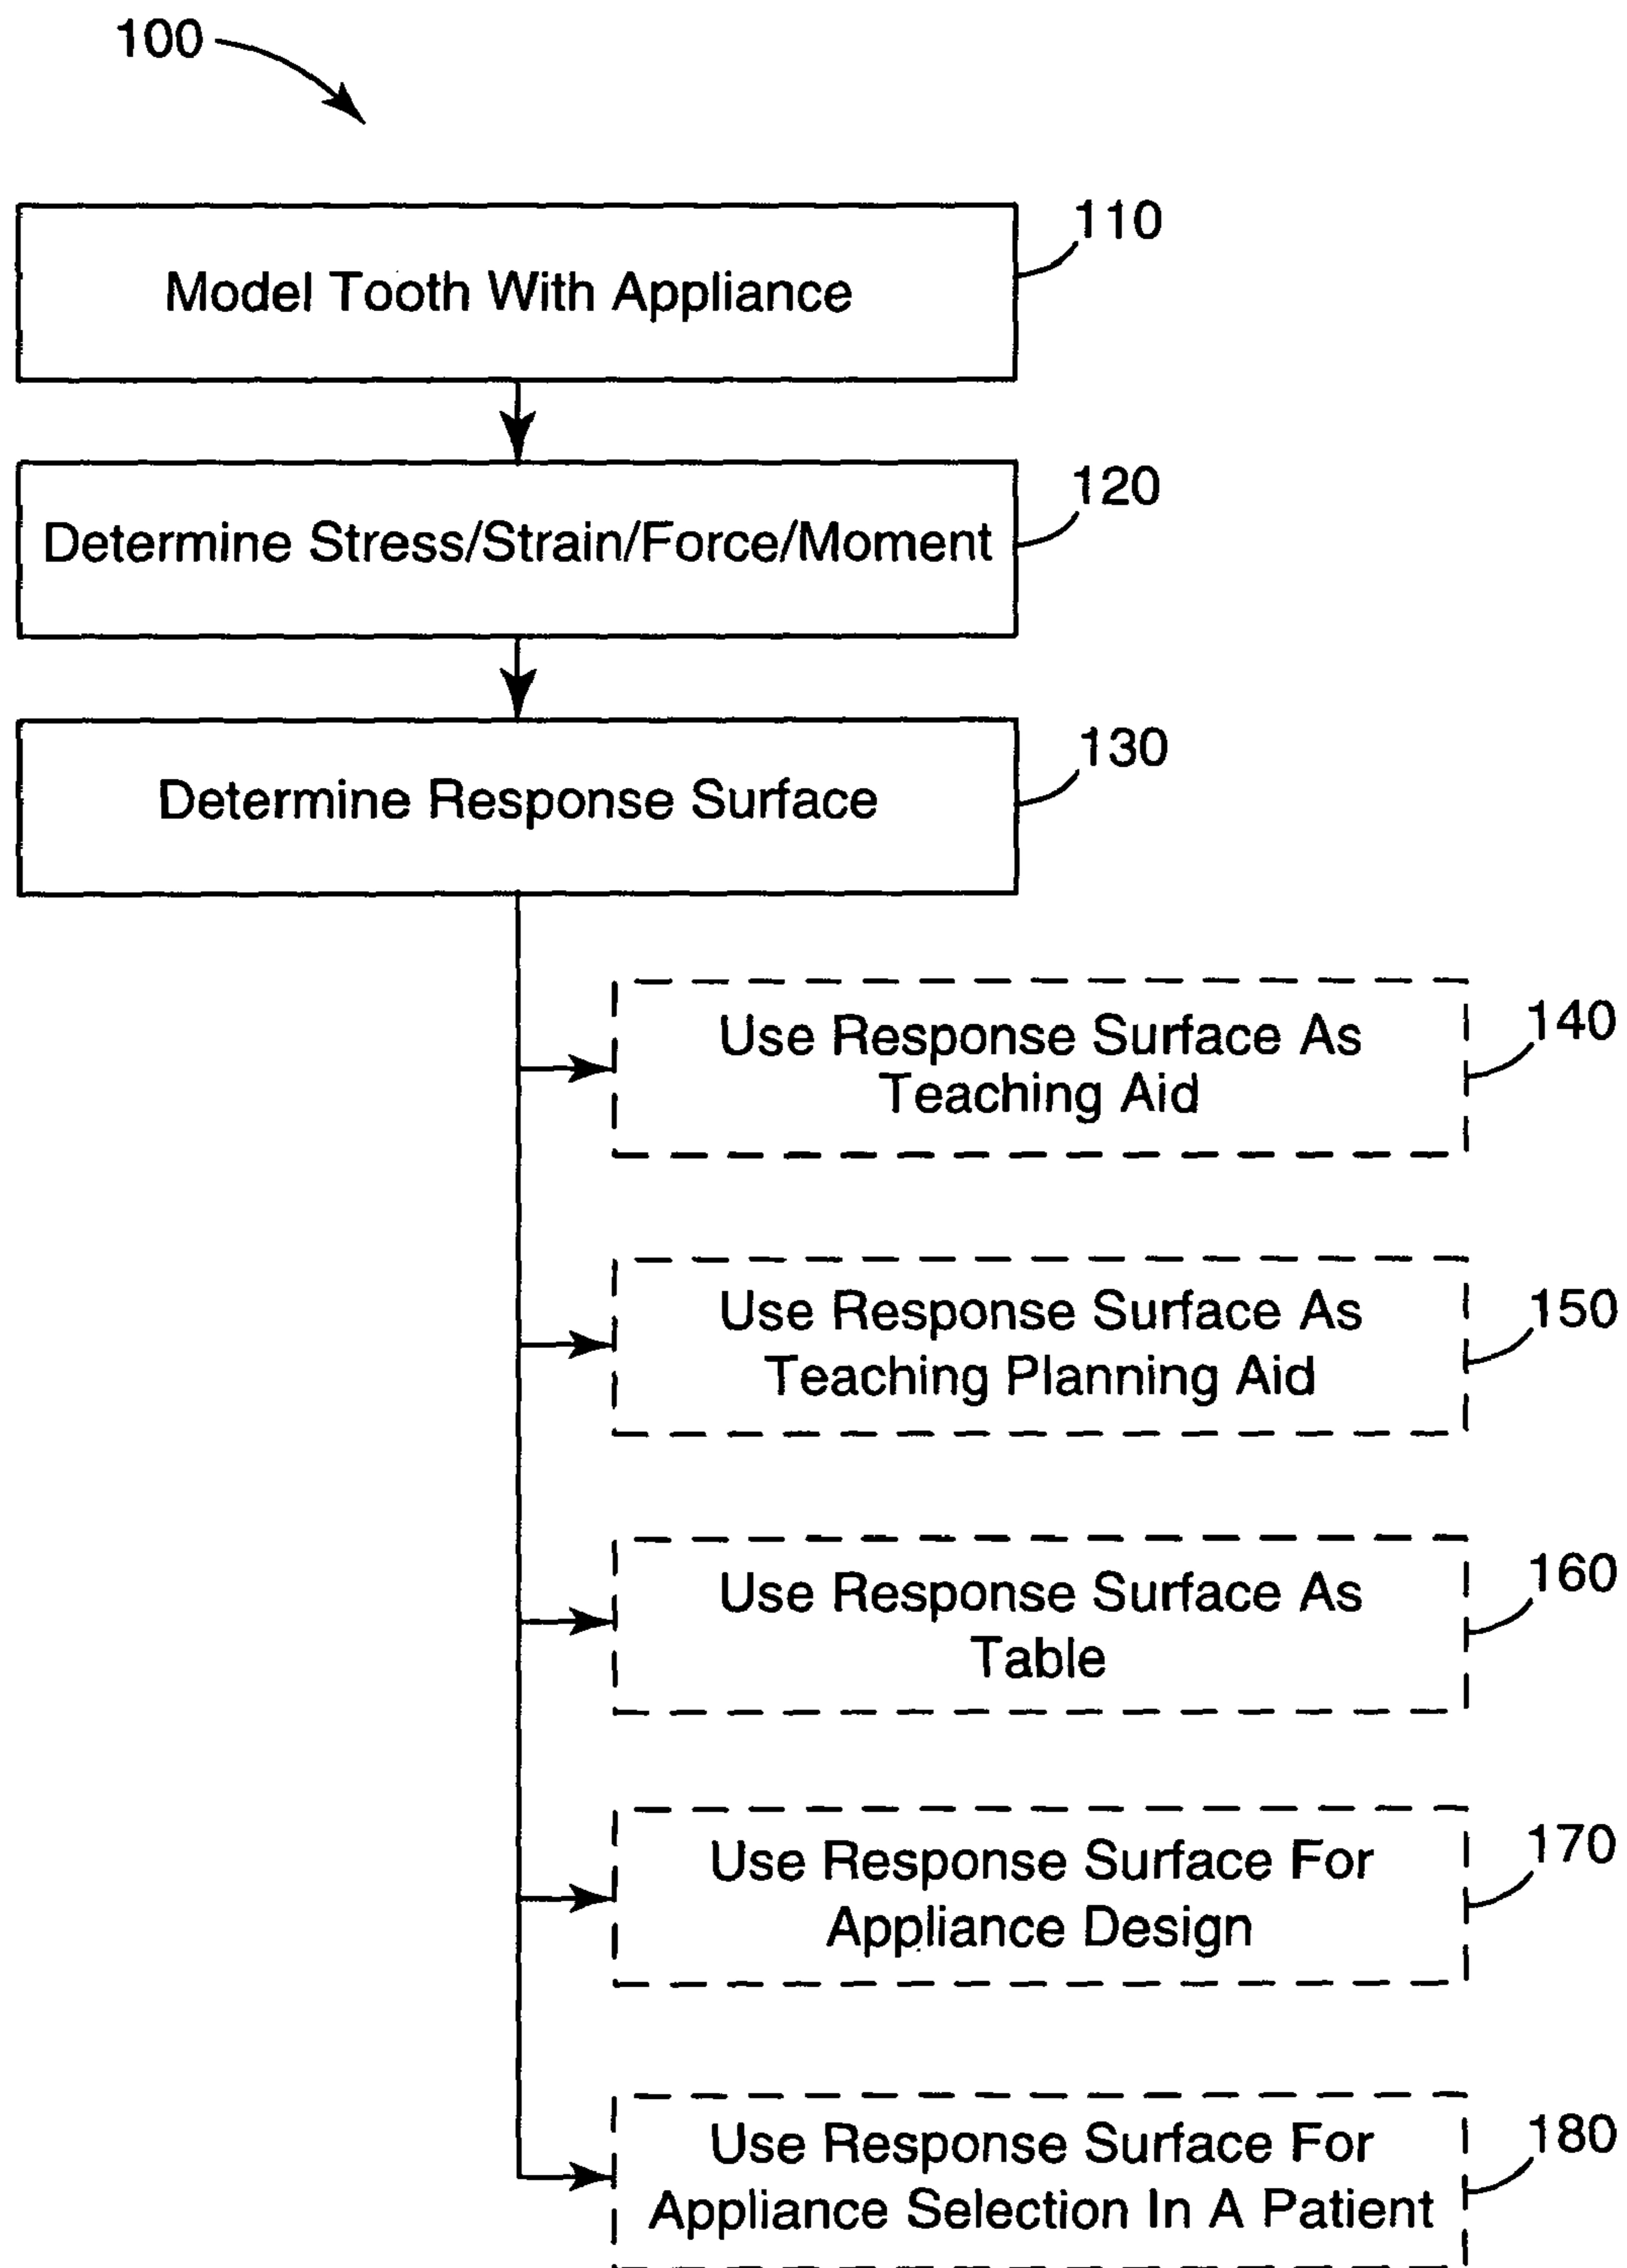 100
110
Model Tooth With Appliance
120
Determine Stress/Strain/Force/Moment
130
Determine Response Surface
140
Use Response Surface As
Teaching Aid
150
Use Response Surface As
Teaching Planning Aid
160
Use Response Surface As
Table
170
Use Response Surface For
Appliance Design
180
Use Response Surface For
Appliance Selection In A Patient